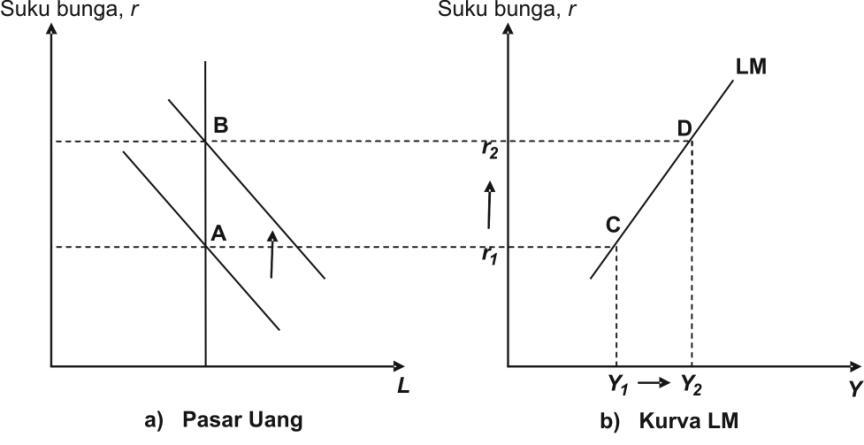 Suku bunga, r
B
A
L
a) Pasar Uang
Suku bunga, r
LM
D
r2
C
r1
Y1 → Y2
Y
b) Kurva LM